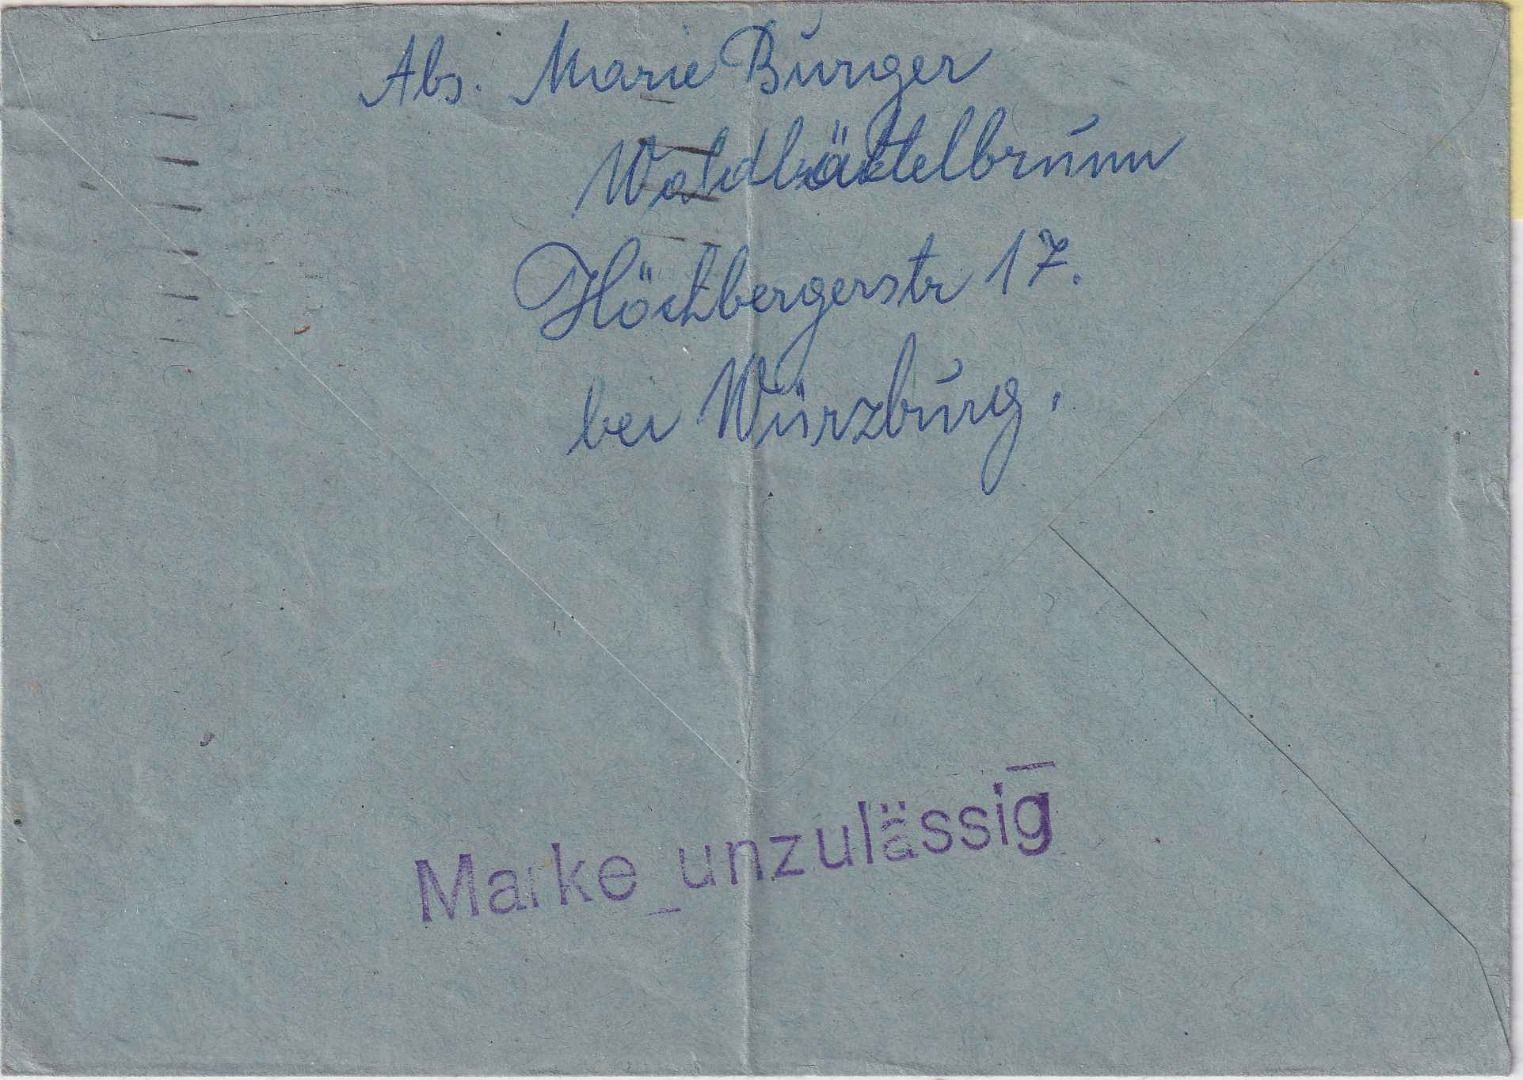 Abs. Marie Burger
Waldbüttelbrunn
Höchbergerstr 17.
bei Würzburg.
Marke unzulässig